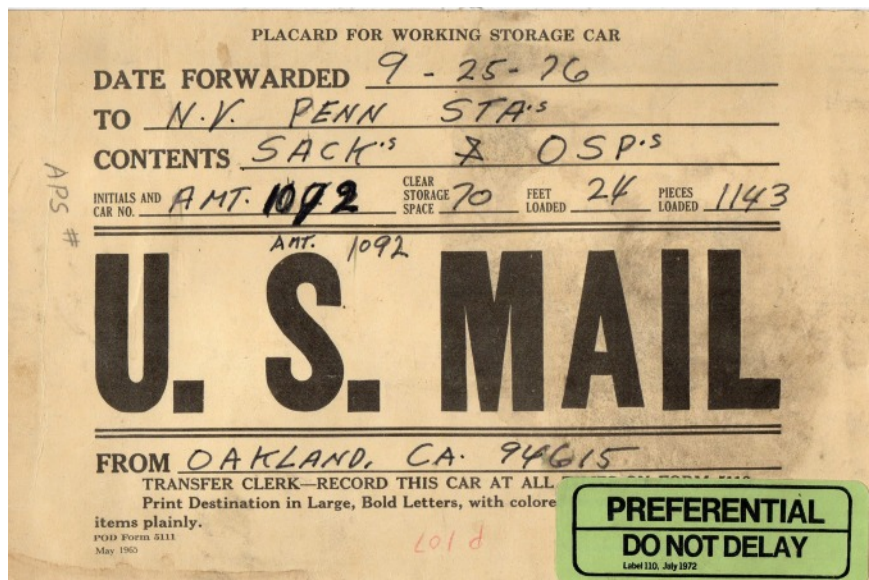 PLACARD FOR WORKING STORAGE CAR
DATE FORWARDED 9-25-76
TO N.Y. PENN STA.s
CONTENTS SACK.s & OSP.s
INITIALS AND CAR NO. AMT. 1092 CLEAR STORAGE SPACE 70 FEET LOADED 24 PIECES LOADED 1143
APS #
AMT. 1092
U. S. MAIL
FROM OAKLAND, CA. 94615
TRANSFER CLERK—RECORD THIS CAR AT ALL
Print Destination in Large, Bold Letters, with colore
items plainly.
POD Form 5111
May 1965
P 107
PREFERENTIAL
DO NOT DELAY
Label 110, July 1972